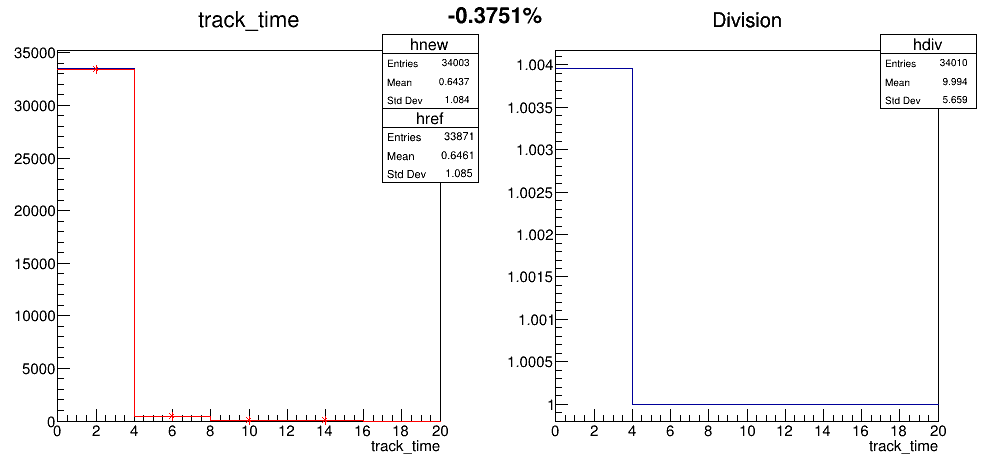 -0.3751%
track_time
hnew
Entries 34003
Mean 0.6437
Std Dev 1.084
href
Entries 33871
Mean 0.6461
Std Dev 1.085
35000
30000
25000
20000
15000
10000
5000
0
0 2 4 6 8 10 12 14 16 18 20
track_time
Division
hdiv
Entries 34010
Mean 9.994
Std Dev 5.659
1.004
1.0035
1.003
1.0025
1.002
1.0015
1.001
1.0005
1
0 2 4 6 8 10 12 14 16 18 20
track_time